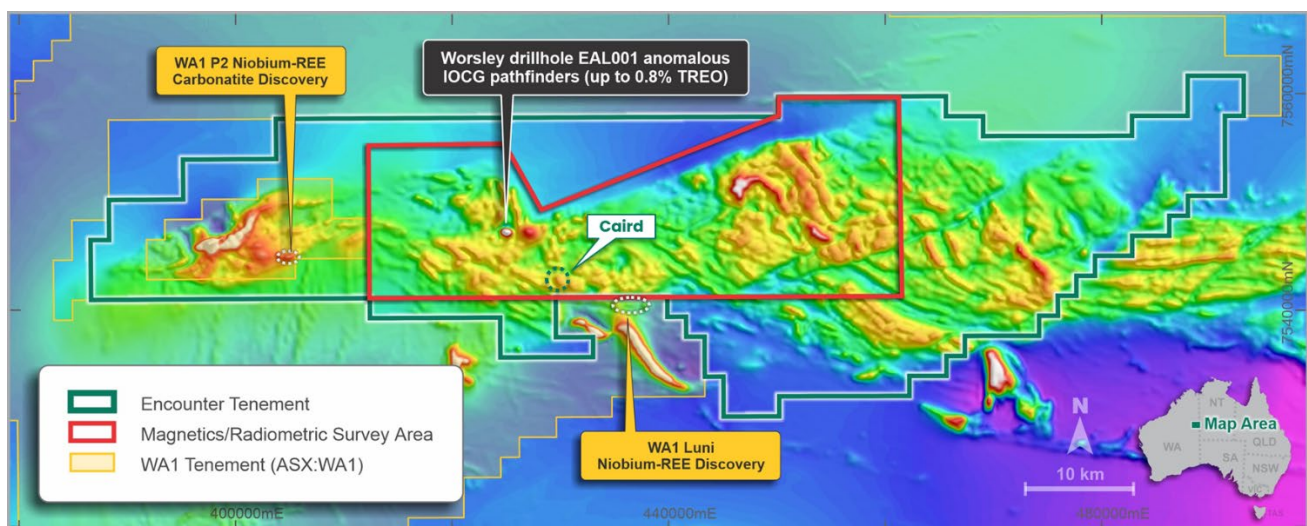 WA1 P2 Niobium-REE
Carbonatite Discovery
Worsley drillhole EAL001 anomalous
IOCG pathfinders (up to 0.8% TREO)
7560000mN
Caird
7540000mN
Encounter Tenement
Magnetics/Radiometric Survey Area
WA1 Tenement (ASX:WA1)
WA1 Luni
Niobium-REE Discovery
N
10 km
NT
Map Area
WA
QLD
SA
NSW
VIC
TAS
400000mE
440000mE
480000mE